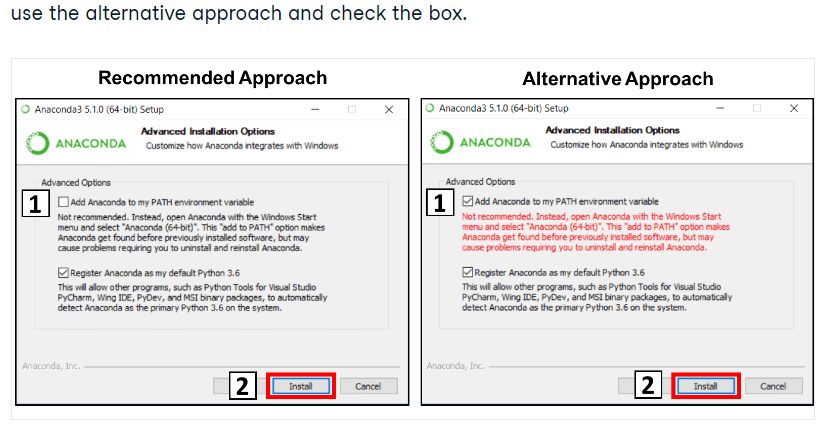 use the alternative approach and check the box.
Recommended Approach
Anaconda3 5.1.0 (64-bit) Setup
ANACONDA
Advanced Installation Options
Customize how Anaconda integrates with Windows
Advanced Options
1
Add Anaconda to my PATH environment variable
Not recommended. Instead, open Anaconda with the Windows Start
menu and select "Anaconda (64-bit)". This "add to PATH" option makes
Anaconda get found before previously installed software, but may
cause problems requiring you to uninstall and reinstall Anaconda.
Register Anaconda as my default Python 3.6
This will allow other programs, such as Python Tools for Visual Studio
PyCharm, Wing IDE, PyDev, and MSI binary packages, to automatically
detect Anaconda as the primary Python 3.6 on the system.
Anaconda, Inc.
2
Install
Cancel
Alternative Approach
Anaconda3 5.1.0 (64-bit) Setup
ANACONDA
Advanced Installation Options
Customize how Anaconda integrates with Windows
Advanced Options
1
Add Anaconda to my PATH environment variable
Not recommended. Instead, open Anaconda with the Windows Start
menu and select "Anaconda (64-bit)". This "add to PATH" option makes
Anaconda get found before previously installed software, but may
cause problems requiring you to uninstall and reinstall Anaconda.
Register Anaconda as my default Python 3.6
This will allow other programs, such as Python Tools for Visual Studio
PyCharm, Wing IDE, PyDev, and MSI binary packages, to automatically
detect Anaconda as the primary Python 3.6 on the system.
Anaconda, Inc.
2
Install
Cancel